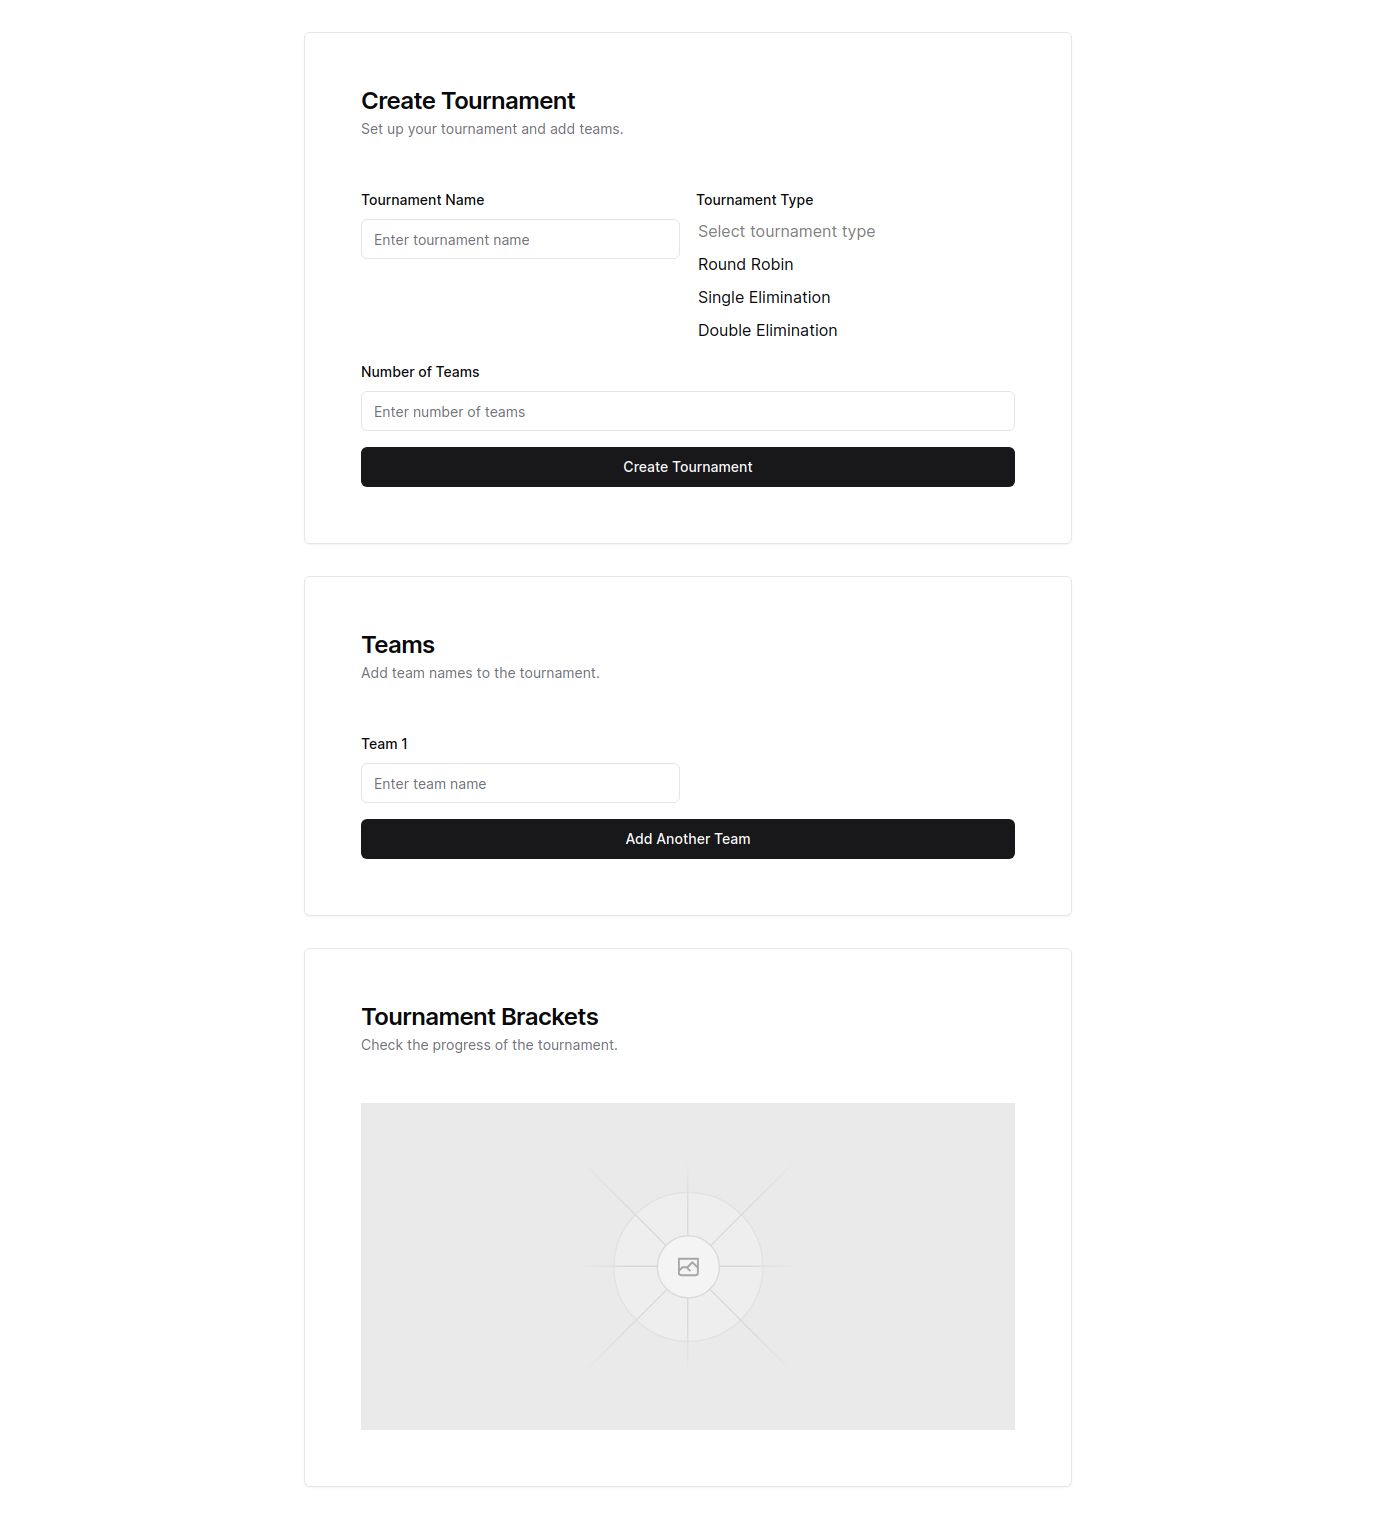 Create Tournament
Set up your tournament and add teams.
Tournament Name
Enter tournament name
Tournament Type
Select tournament type
Round Robin
Single Elimination
Double Elimination
Number of Teams
Enter number of teams
Create Tournament
Teams
Add team names to the tournament.
Team 1
Enter team name
Add Another Team
Tournament Brackets
Check the progress of the tournament.